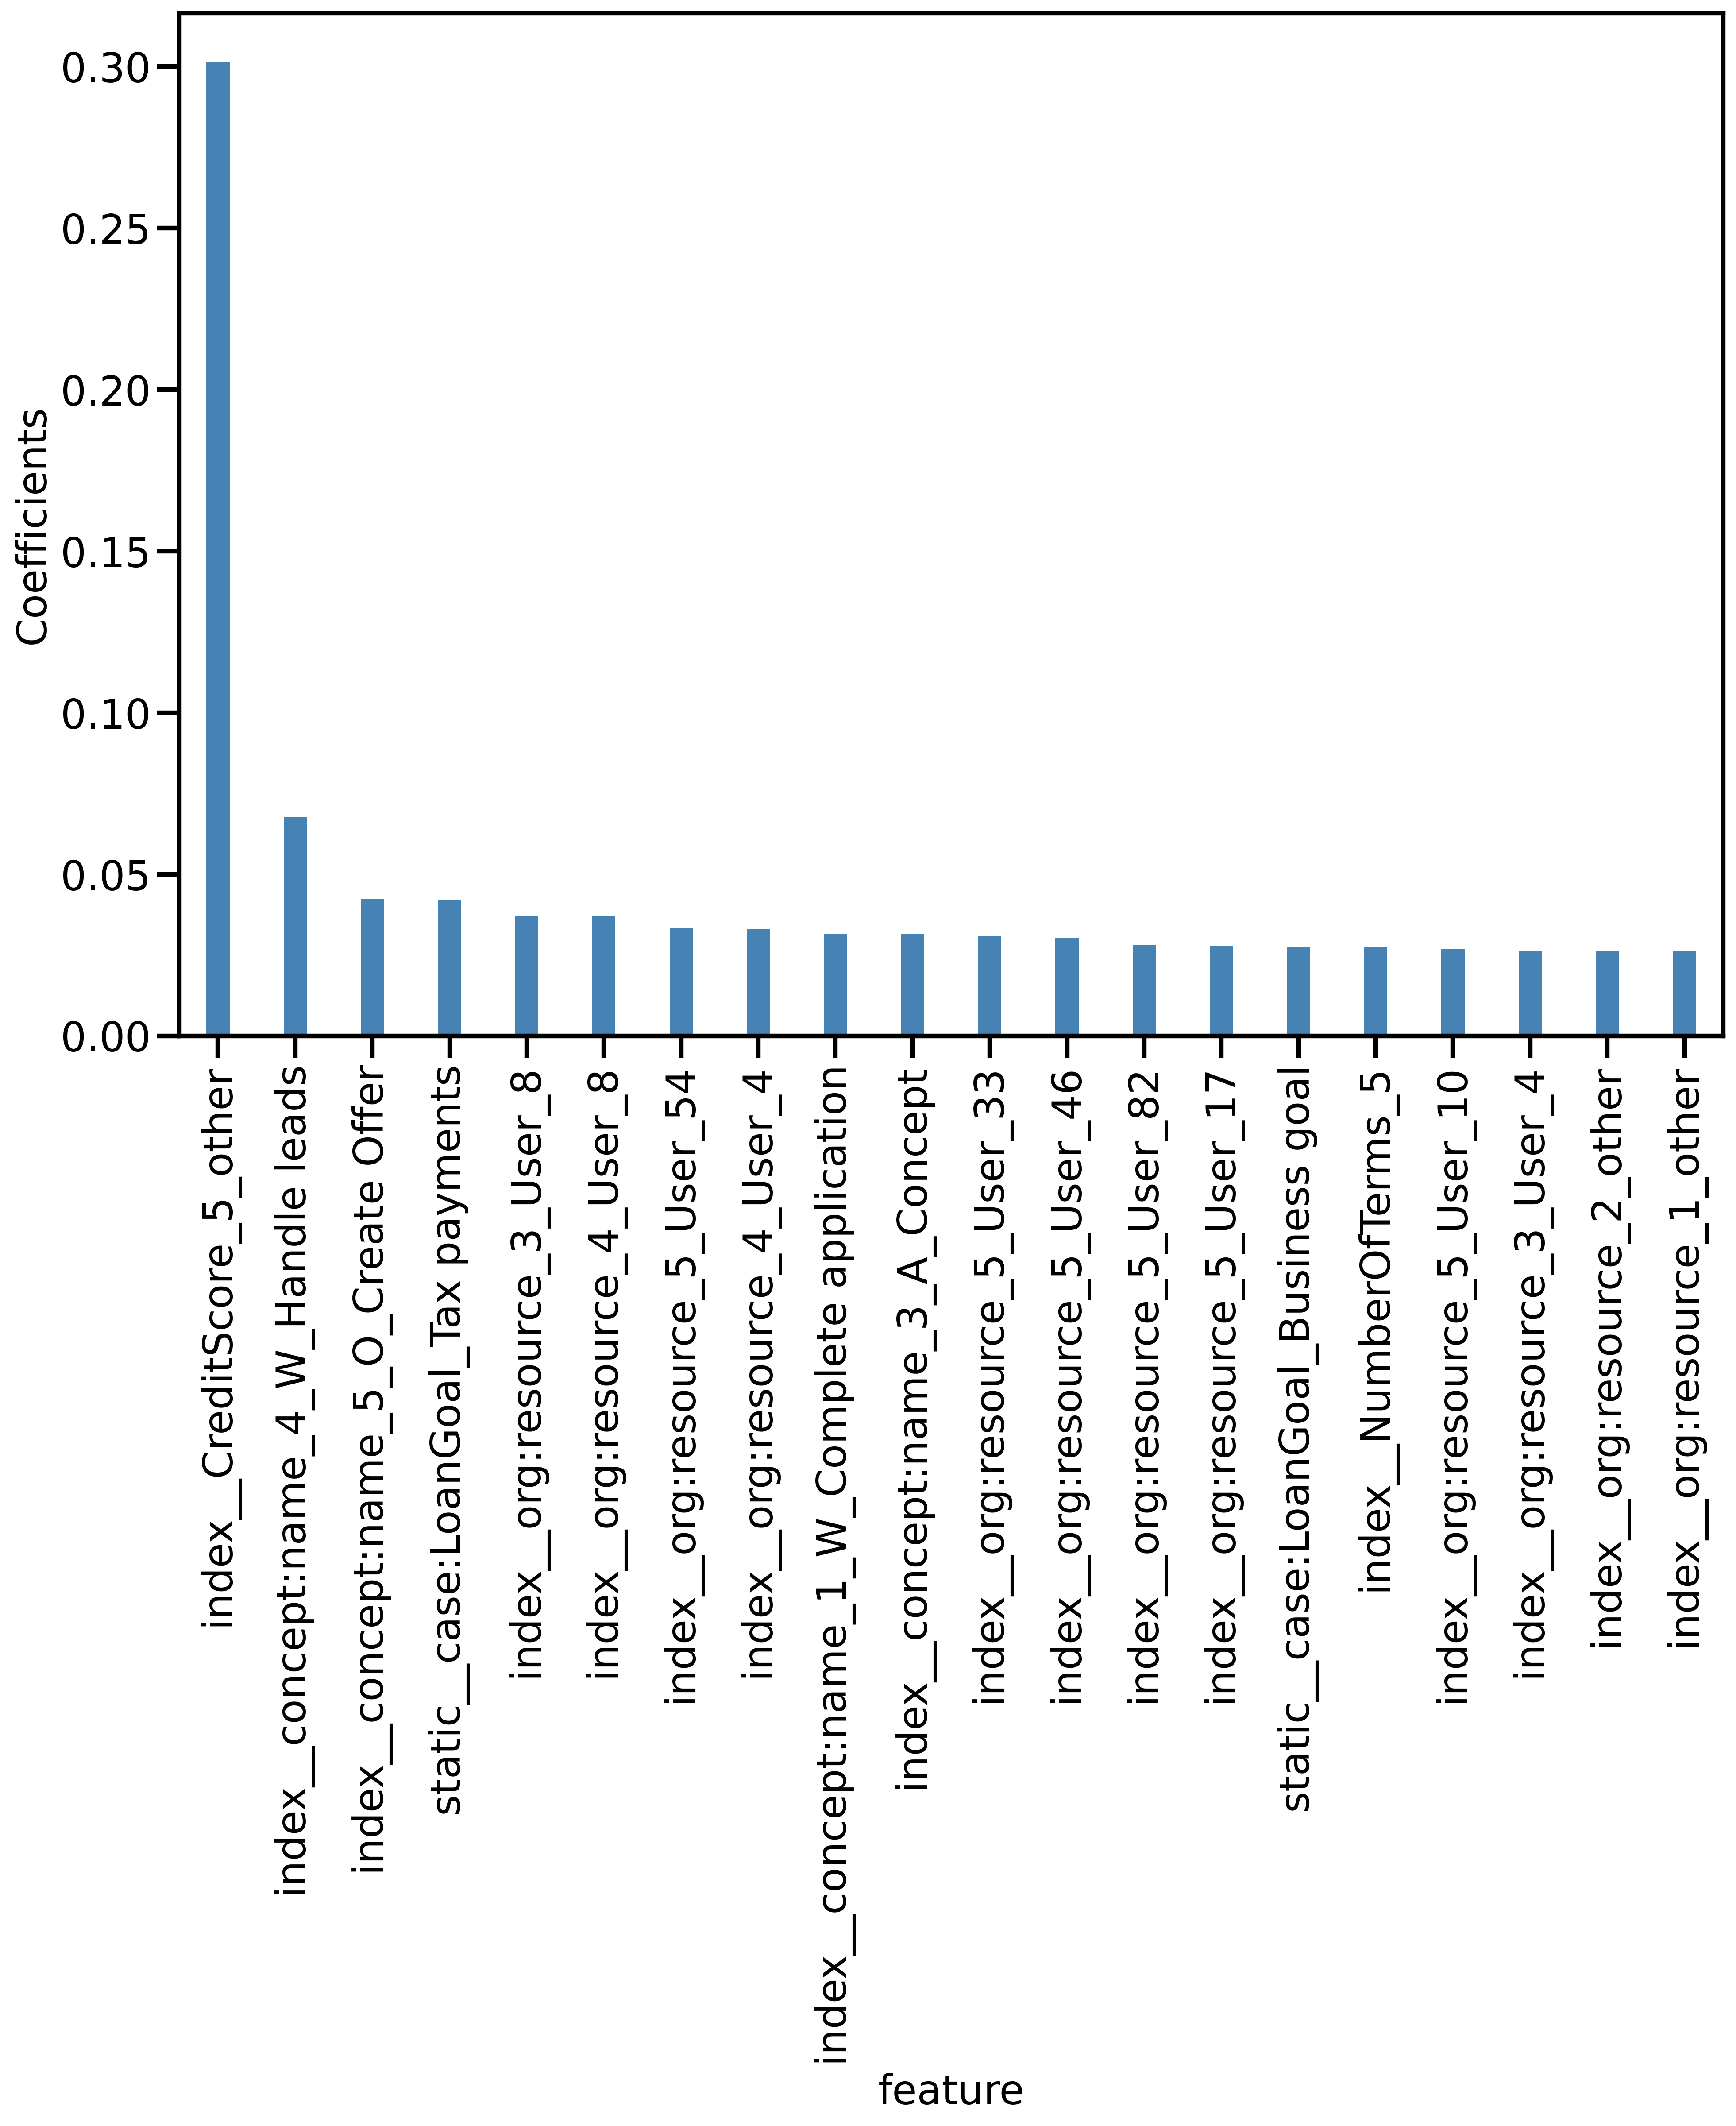 Coefficients
0.30
0.25
0.20
0.15
0.10
0.05
0.00
index__CreditScore_5_other
index__concept:name_4_W_Handle leads
index__concept:name_5_O_Create Offer
static__case:LoanGoal_Tax payments
index__org:resource_3_User_8
index__org:resource_4_User_8
index__org:resource_5_User_54
index__org:resource_4_User_4
index__concept:name_1_W_Complete application
index__concept:name_3_A_Concept
index__org:resource_5_User_33
index__org:resource_5_User_46
index__org:resource_5_User_82
index__org:resource_5_User_17
static__case:LoanGoal_Business goal
index__NumberOfTerms_5
index__org:resource_5_User_10
index__org:resource_3_User_4
index__org:resource_2_other
index__org:resource_1_other
feature